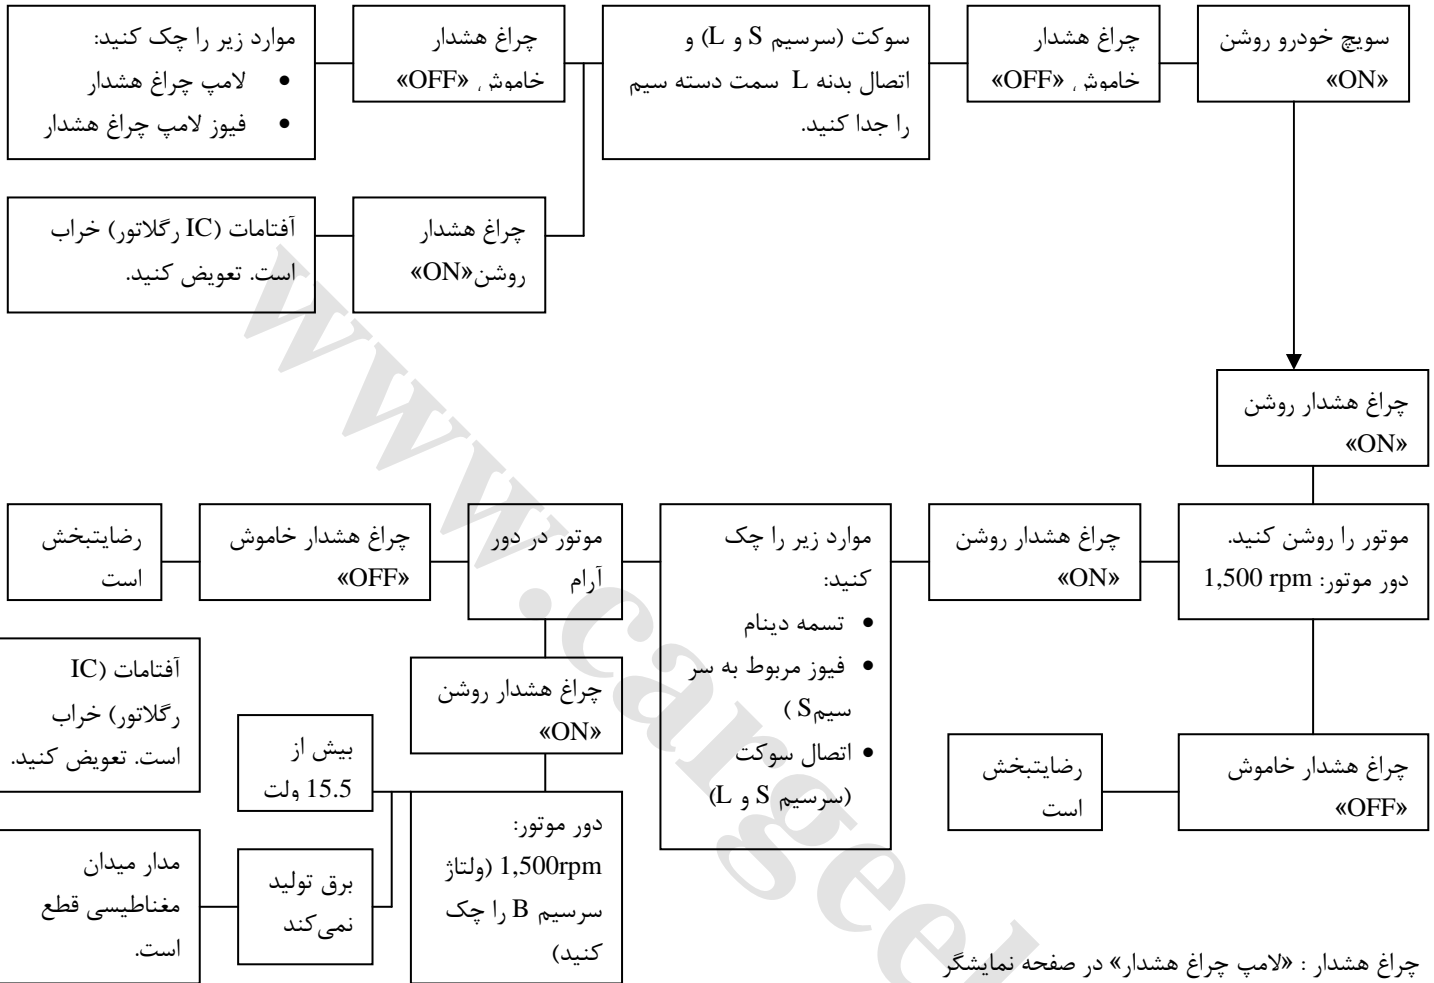 سویچ خودرو روشن
«ON»
چراغ هشدار
خاموش «OFF»
سوکت (سرسیم S و L) و
اتصال بدنه L سمت دسته سیم
را جدا کنید.
چراغ هشدار
خاموش «OFF»
موارد زیر را چک کنید:
• لامپ چراغ هشدار
• فیوز لامپ چراغ هشدار
چراغ هشدار
روشن«ON»
آفتامات (IC رگلاتور) خراب
است. تعویض کنید.
چراغ هشدار روشن
«ON»
موتور را روشن کنید.
دور موتور: 1,500 rpm
چراغ هشدار روشن
«ON»
موارد زیر را چک
کنید:
• تسمه دینام
• فیوز مربوط به سر
سیمS )
• اتصال سوکت
(سرسیم S و L)
موتور در دور
آرام
چراغ هشدار خاموش
«OFF»
رضایتبخش
است
چراغ هشدار روشن
«ON»
آفتامات (IC
رگلاتور) خراب
است. تعویض کنید.
بیش از
15.5 ولت
دور موتور:
1,500rpm (ولتاژ
سرسیم B را چک
کنید)
برق تولید
نمی‌کند
مدار میدان
مغناطیسی قطع
است.
چراغ هشدار خاموش
«OFF»
رضایتبخش
است
چراغ هشدار : «لامپ چراغ هشدار» در صفحه نمایشگر